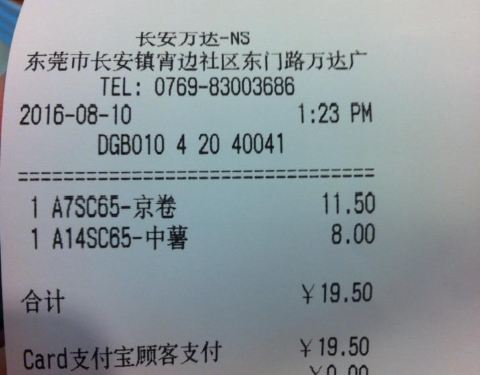 长安万达-NS
东莞市长安镇宵边社区东门路万达广
TEL: 0769-83003686
2016-08-10 1:23 PM
DGB010 4 20 40041
================================
1 A7SC65-京卷 11.50
1 A14SC65-中薯 8.00
合计 ￥19.50
Card支付宝顾客支付 ￥19.50